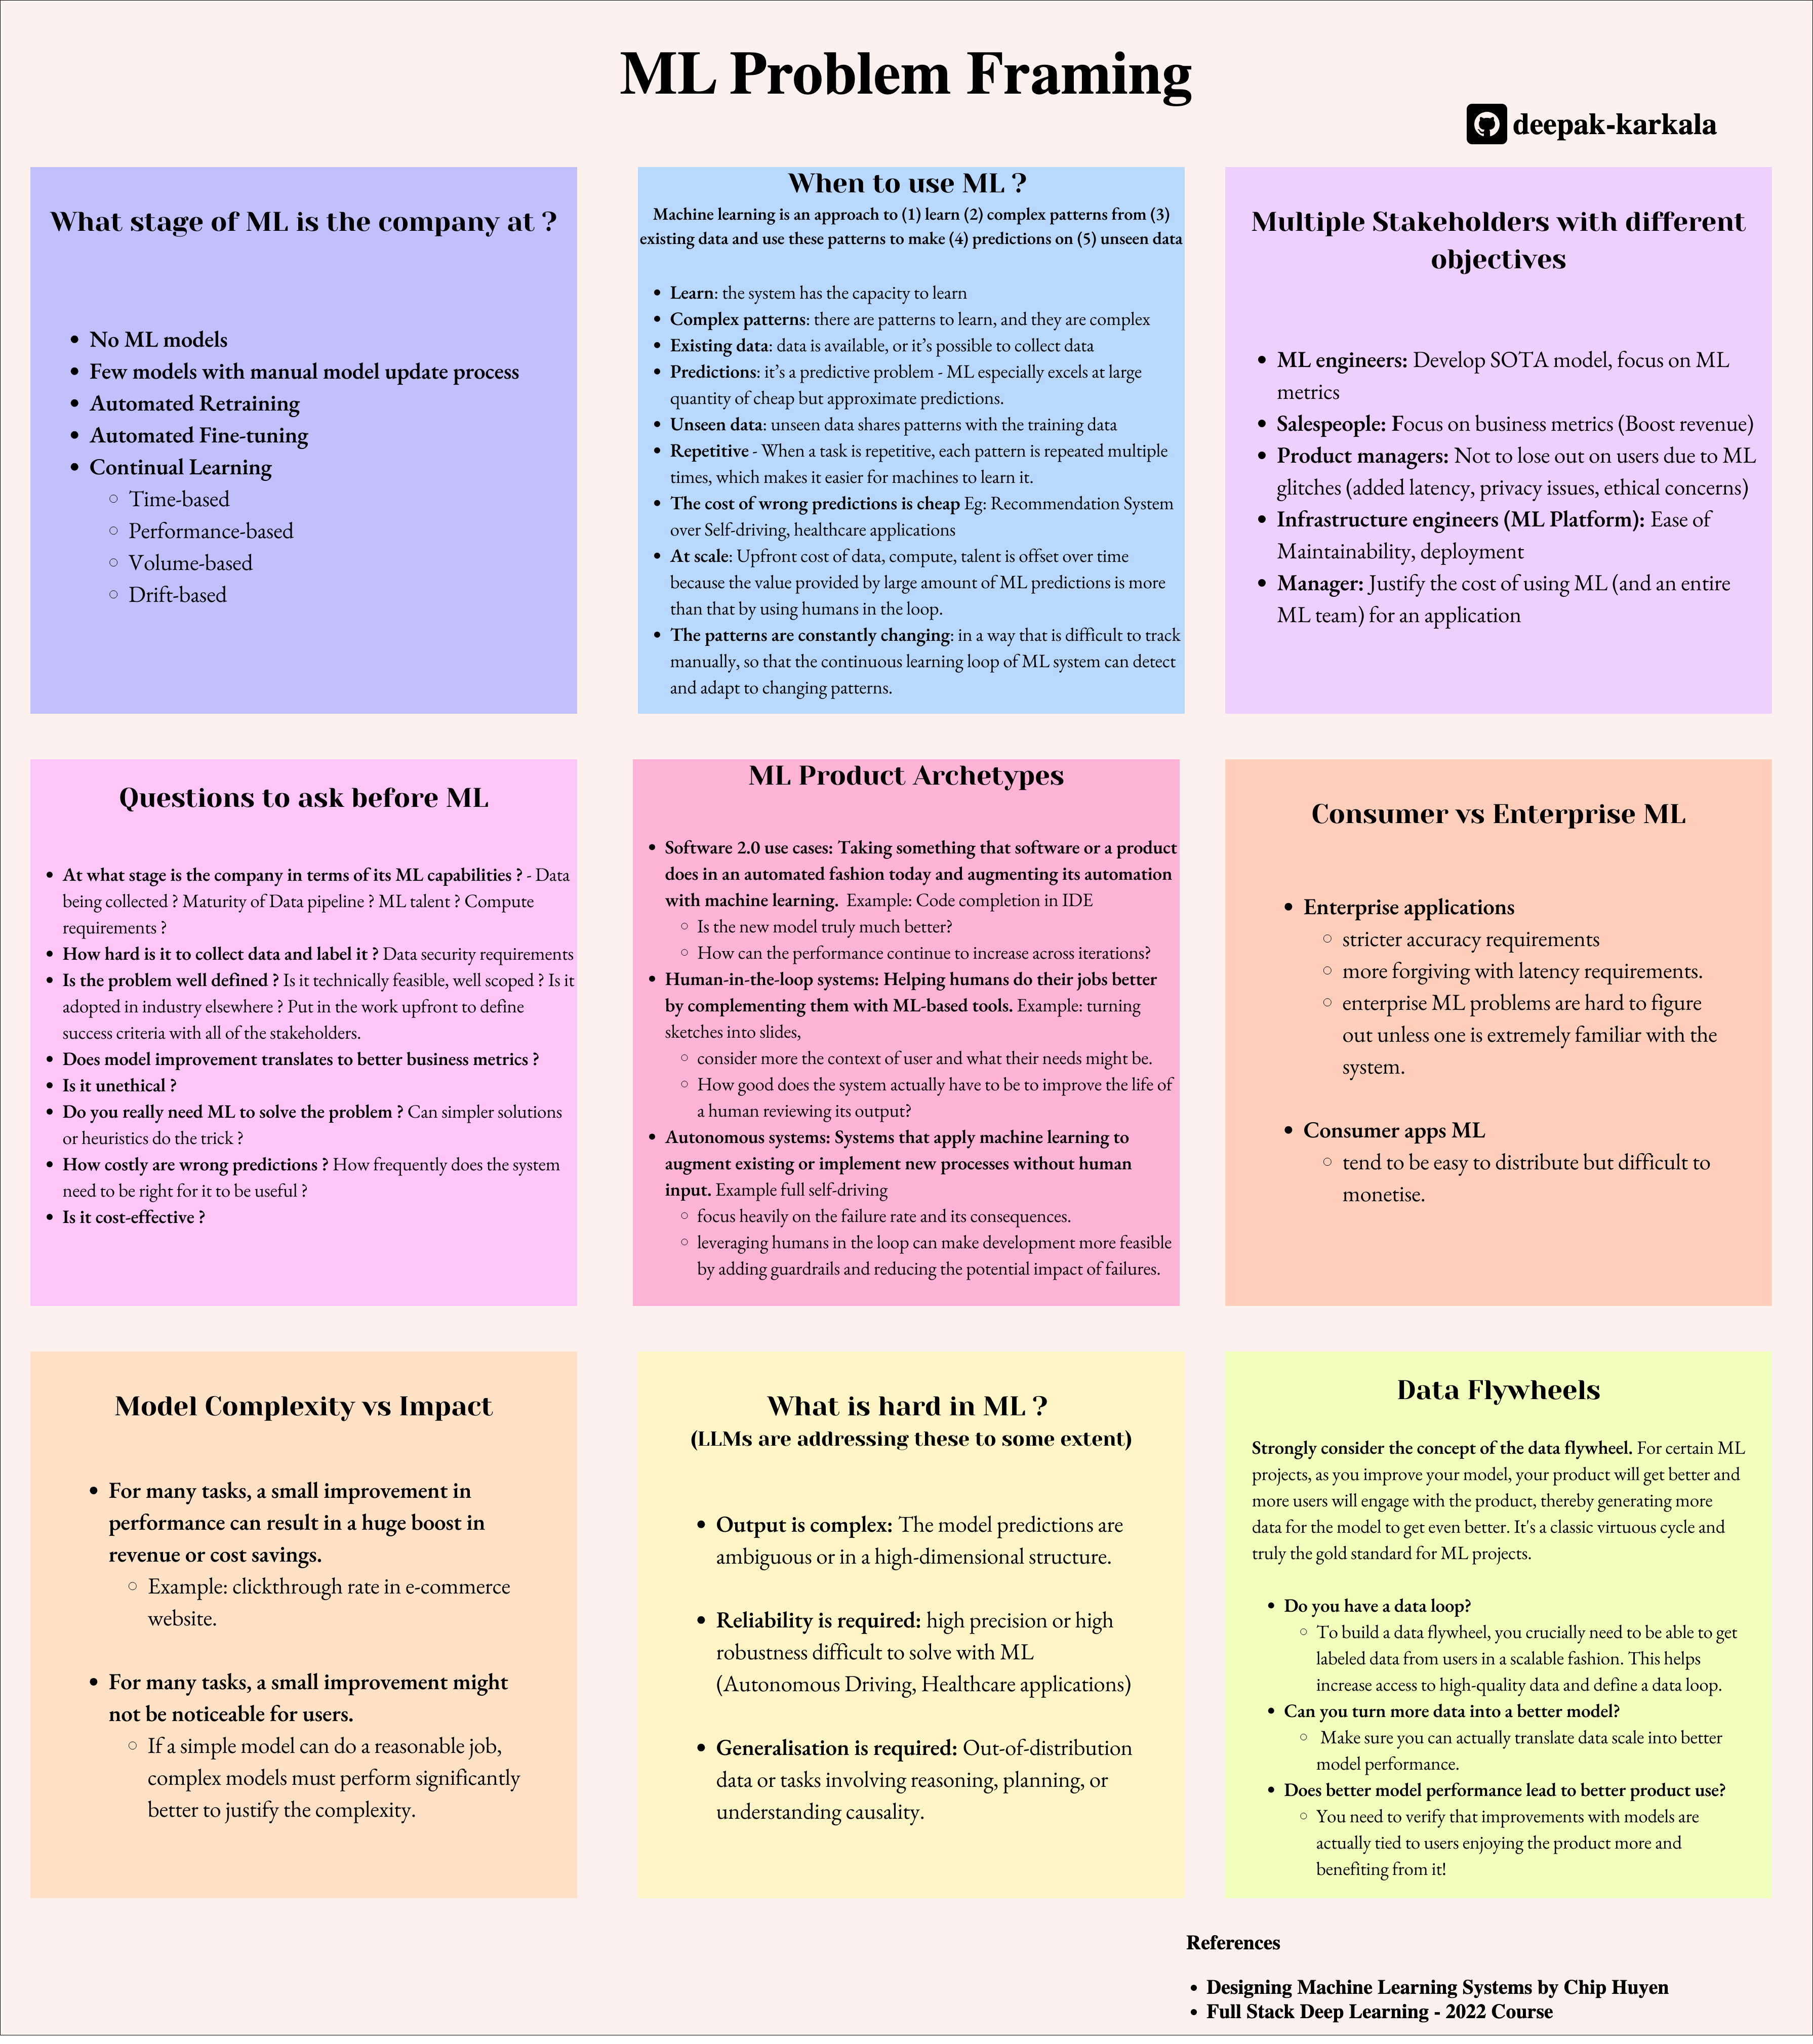 ML Problem Framing
deepak-karkala
What stage of ML is the company at ?
No ML models
Few models with manual model update process
Automated Retraining
Automated Fine-tuning
Continual Learning
Time-based
Performance-based
Volume-based
Drift-based
When to use ML ?
Machine learning is an approach to (1) learn (2) complex patterns from (3)
existing data and use these patterns to make (4) predictions on (5) unseen data
Learn: the system has the capacity to learn
Complex patterns: there are patterns to learn, and they are complex
Existing data: data is available, or it's possible to collect data
Predictions: it's a predictive problem - ML especially excels at large
quantity of cheap but approximate predictions.
Unseen data: unseen data shares patterns with the training data
Repetitive - When a task is repetitive, each pattern is repeated multiple
times, which makes it easier for machines to learn it.
The cost of wrong predictions is cheap Eg: Recommendation System
over Self-driving, healthcare applications
At scale: Upfront cost of data, compute, talent is offset over time
because the value provided by large amount of ML predictions is more
than that by using humans in the loop.
The patterns are constantly changing: in a way that is difficult to track
manually, so that the continuous learning loop of ML system can detect
and adapt to changing patterns.
Multiple Stakeholders with different
objectives
ML engineers: Develop SOTA model, focus on ML
metrics
Salespeople: Focus on business metrics (Boost revenue)
Product managers: Not to lose out on users due to ML
glitches (added latency, privacy issues, ethical concerns)
Infrastructure engineers (ML Platform): Ease of
Maintainability, deployment
Manager: Justify the cost of using ML (and an entire
ML team) for an application
Questions to ask before ML
At what stage is the company in terms of its ML capabilities ? - Data
being collected ? Maturity of Data pipeline ? ML talent ? Compute
requirements ?
How hard is it to collect data and label it ? Data security requirements
Is the problem well defined ? Is it technically feasible, well scoped ? Is it
adopted in industry elsewhere ? Put in the work upfront to define
success criteria with all of the stakeholders.
Does model improvement translates to better business metrics ?
Is it unethical ?
Do you really need ML to solve the problem ? Can simpler solutions
or heuristics do the trick ?
How costly are wrong predictions ? How frequently does the system
need to be right for it to be useful ?
Is it cost-effective ?
ML Product Archetypes
Software 2.0 use cases: Taking something that software or a product
does in an automated fashion today and augmenting its automation
with machine learning. Example: Code completion in IDE
Is the new model truly much better?
How can the performance continue to increase across iterations?
Human-in-the-loop systems: Helping humans do their jobs better
by complementing them with ML-based tools. Example: turning
sketches into slides,
consider more the context of user and what their needs might be.
How good does the system actually have to be to improve the life of
a human reviewing its output?
Autonomous systems: Systems that apply machine learning to
augment existing or implement new processes without human
input. Example full self-driving
focus heavily on the failure rate and its consequences.
leveraging humans in the loop can make development more feasible
by adding guardrails and reducing the potential impact of failures.
Consumer vs Enterprise ML
Enterprise applications
stricter accuracy requirements
more forgiving with latency requirements.
enterprise ML problems are hard to figure
out unless one is extremely familiar with the
system.
Consumer apps ML
tend to be easy to distribute but difficult to
monetise.
Model Complexity vs Impact
For many tasks, a small improvement in
performance can result in a huge boost in
revenue or cost savings.
Example: clickthrough rate in e-commerce
website.
For many tasks, a small improvement might
not be noticeable for users.
If a simple model can do a reasonable job,
complex models must perform significantly
better to justify the complexity.
What is hard in ML ?
(LLMs are addressing these to some extent)
Output is complex: The model predictions are
ambiguous or in a high-dimensional structure.
Reliability is required: high precision or high
robustness difficult to solve with ML
(Autonomous Driving, Healthcare applications)
Generalisation is required: Out-of-distribution
data or tasks involving reasoning, planning, or
understanding causality.
Data Flywheels
Strongly consider the concept of the data flywheel. For certain ML
projects, as you improve your model, your product will get better and
more users will engage with the product, thereby generating more
data for the model to get even better. It's a classic virtuous cycle and
truly the gold standard for ML projects.
Do you have a data loop?
To build a data flywheel, you crucially need to be able to get
labeled data from users in a scalable fashion. This helps
increase access to high-quality data and define a data loop.
Can you turn more data into a better model?
Make sure you can actually translate data scale into better
model performance.
Does better model performance lead to better product use?
You need to verify that improvements with models are
actually tied to users enjoying the product more and
benefiting from it!
References
Designing Machine Learning Systems by Chip Huyen
Full Stack Deep Learning - 2022 Course